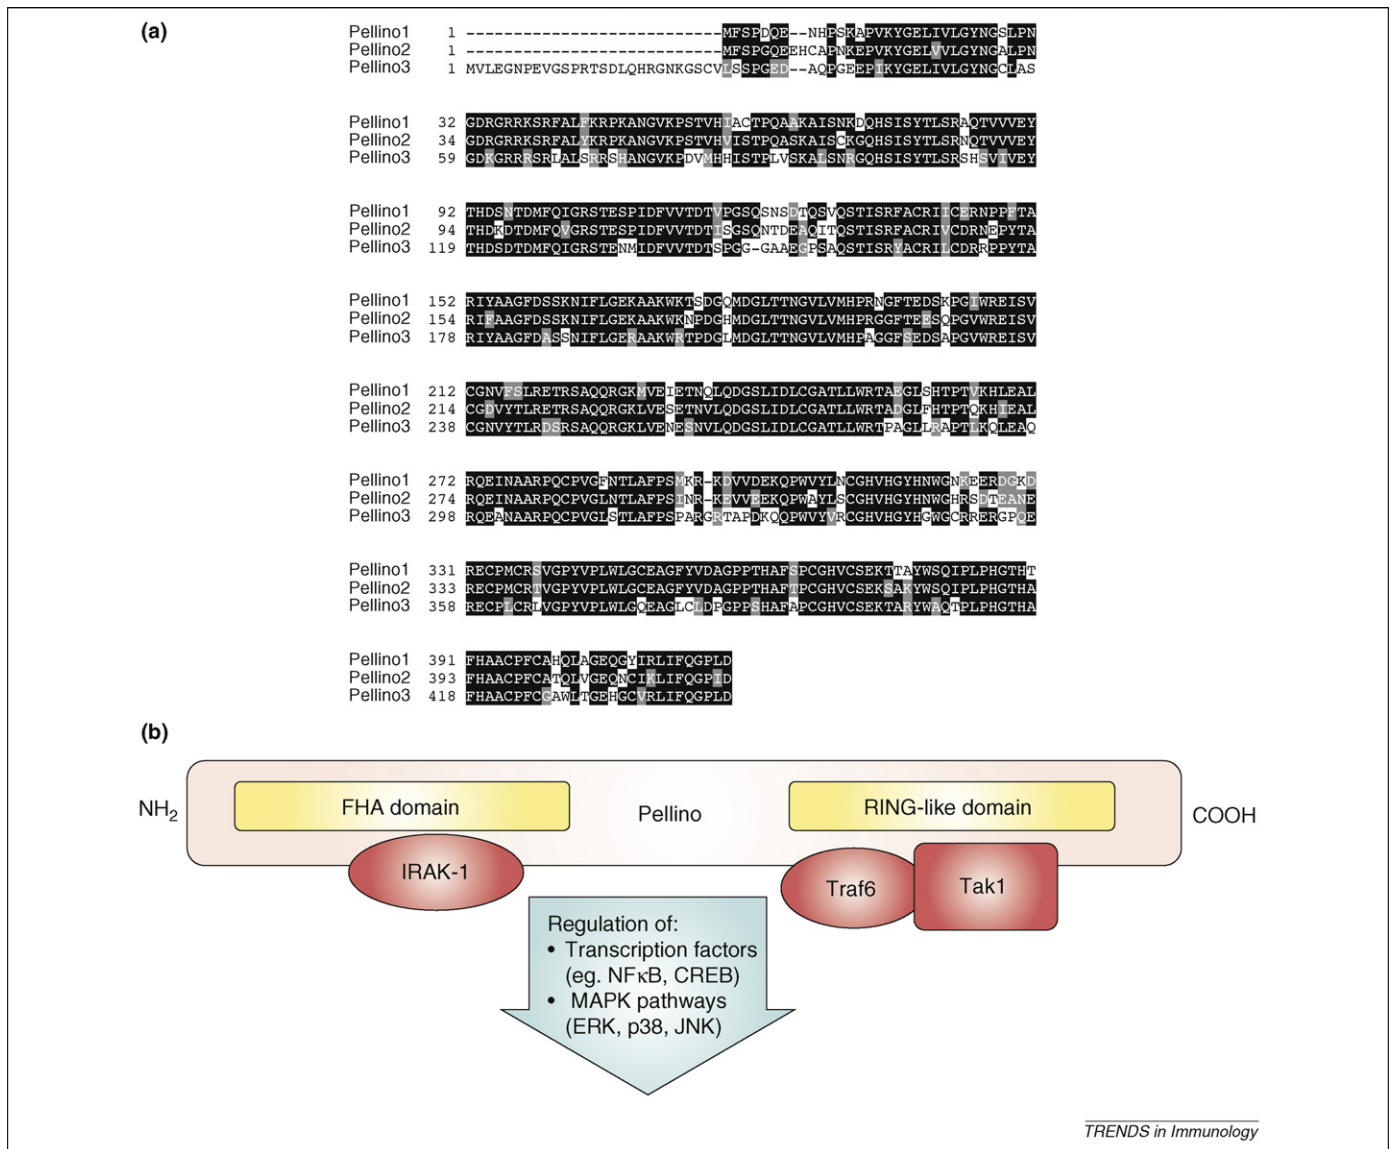 (a)
Pellino1 1 ---------------------------MFSPDQE--NHPSKAPVKYGELIVLGYNGSLPN
Pellino2 1 ---------------------------MFSPGQEEHCAPNKEPVKYGELVVLGYNGALPN
Pellino3 1 MVLEGNPEVGSPRTSDLQHRGNKGSCVLSSPGED--AQPGEEPIKYGELIVLGYNGCLAS
Pellino1 32 GDRGRRKSRFALFKRPKANGVKPSTVHIACTPQAAKAISNKDQHSISYTLSRAQTVVVEY
Pellino2 34 GDRGRRKSRFALYKRPKANGVKPSTVHVISTPQASKAISCKGQHSISYTLSRNQTVVVEY
Pellino3 59 GDKGRRRSRLALSRRSHANGVKPDVMHHISTPLVSKALSNRGQHSISYTLSRSHSVIVEY
Pellino1 92 THDSNTDMFQIGRSTESPIDFVVTDTVPGSQSNSDTQSVQSTISRFACRIICERNPPFTA
Pellino2 94 THDKDTDMFQVGRSTESPIDFVVTDTISGSQNTDEAQITQSTISRFACRIVCDRNEPYTA
Pellino3 119 THDSDTDMFQIGRSTENMIDFVVTDTSPGG-GAAEGPSAQSTISRYACRILCDRRPPYTA
Pellino1 152 RIYAAGFDSSKNIFLGEKAAKWKTSDGQMDGLTTNGVLVMHPRNGFTEDSKPGIWREISV
Pellino2 154 RIFAAGFDSSKNIFLGEKAAKWKNPDGHMDGLTTNGVLVMHPRGGFTEESQPGVWREISV
Pellino3 178 RIYAAGFDASSNIFLGERAAKWRTPDGLMDGLTTNGVLVMHPAGGFSEDSAPGVWREISV
Pellino1 212 CGNVFSLRETRSAQQRGKMVEIETNQLQDGSLIDLCGATLLWRTAEGLSHTPTVKHLEAL
Pellino2 214 CGDVYTLRETRSAQQRGKLVESETNVLQDGSLIDLCGATLLWRTADGLFHTPTQKHIEAL
Pellino3 238 CGNVYTLRDSRSAQQRGKLVENESNVLQDGSLIDLCGATLLWRTPAGLLRAPTLKQLEAQ
Pellino1 272 RQEINAARPQCPVGFNTLAFPSMKR-KDVVDEKQPWVYLNCGHVHGYHNWGNKEERDGKD
Pellino2 274 RQEINAARPQCPVGLNTLAFPSINR-KEVVEEKQPWAYLSCGHVHGYHNWGHRSDTEANE
Pellino3 298 RQEANAARPQCPVGLSTLAFPSPARGRTAPDKQQPWVYVRCGHVHGYHGWGCRRERGPQE
Pellino1 331 RECPMCRSVGPYVPLWLGCEAGFYVDAGPPTHAFSPCGHVCSEKTTAYWSQIPLPHGTHT
Pellino2 333 RECPMCRTVGPYVPLWLGCEAGFYVDAGPPTHAFTPCGHVCSEKSAKYWSQIPLPHGTHA
Pellino3 358 RECPLCRLVGPYVPLWLGQEAGLCLDPGPPSHAFAPCGHVCSEKTARYWAQTPLPHGTHA
Pellino1 391 FHAACPFCAHQLAGEQGYIRLIFQGPLD
Pellino2 393 FHAACPFCATQLVGEQNCIKLIFQGPID
Pellino3 418 FHAACPFCGAWLTGEHGCVRLIFQGPLD
(b)
NH2
FHA domain
Pellino
RING-like domain
COOH
IRAK-1
Traf6
Tak1
Regulation of:
• Transcription factors
(eg. NFκB, CREB)
• MAPK pathways
(ERK, p38, JNK)
TRENDS in Immunology